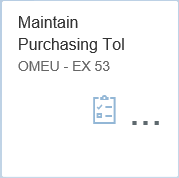 Maintain
Purchasing Tol
OMEU - EX 53
...